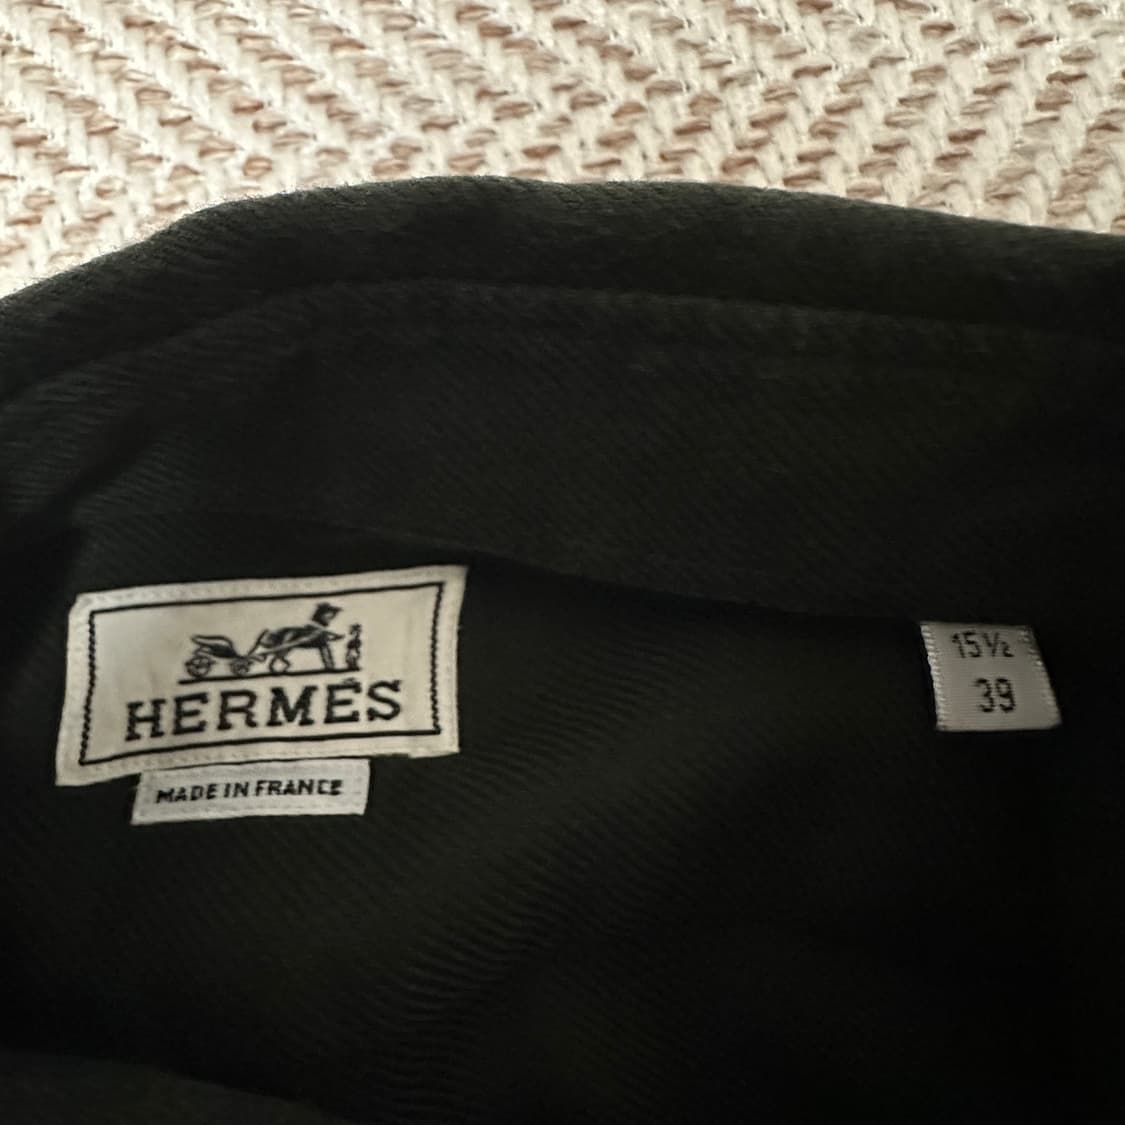 HERMÈS
MADE IN FRANCE
15½
39